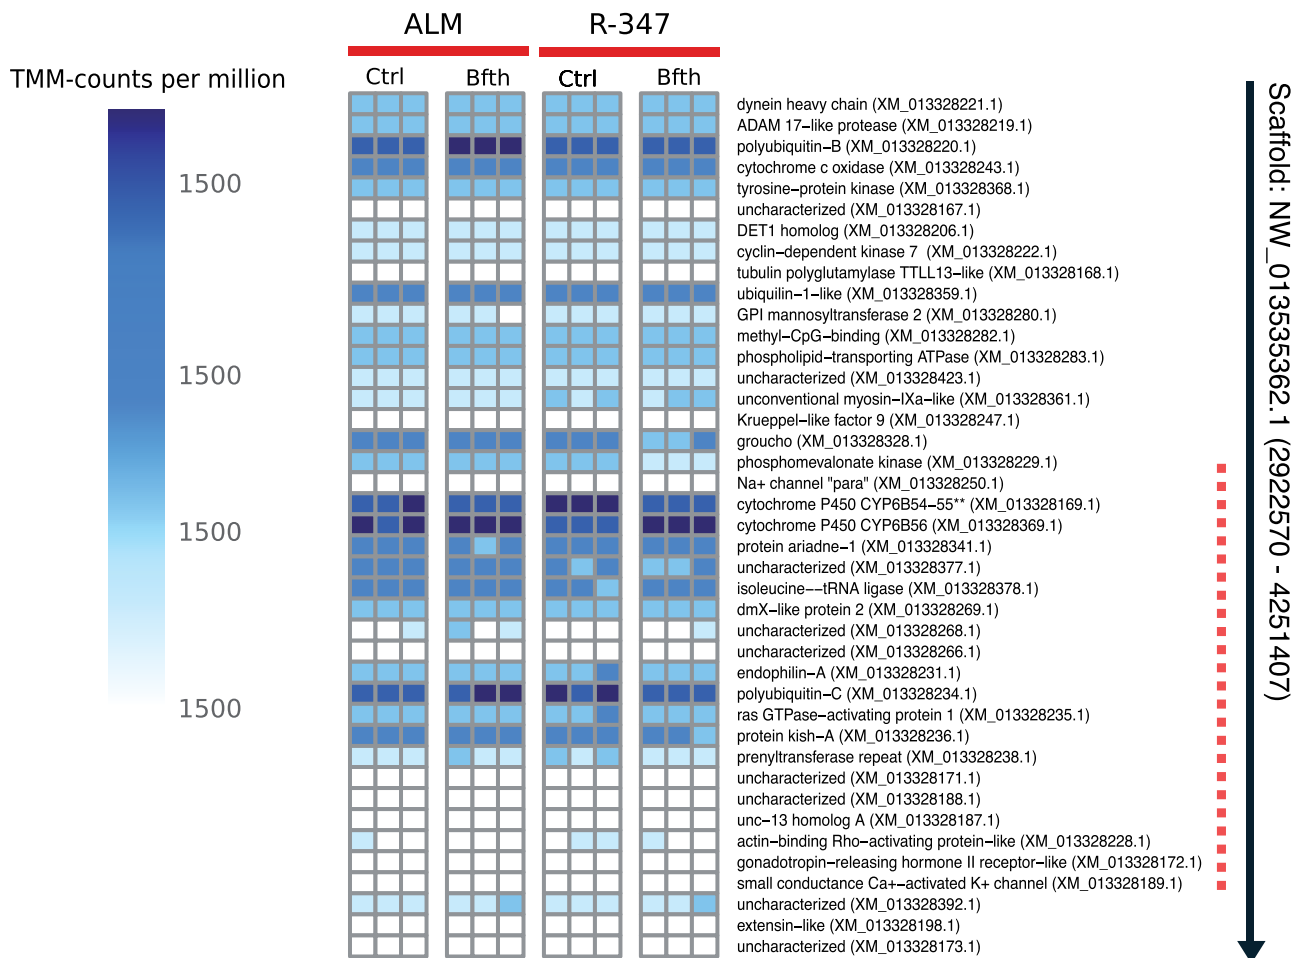 ALM
R-347
Ctrl
Bfth
Ctrl
Bfth
TMM-counts per million
1500
1500
1500
1500
dynein heavy chain (XM_013328221.1)
ADAM 17−like protease (XM_013328219.1)
polyubiquitin−B (XM_013328220.1)
cytochrome c oxidase (XM_013328243.1)
tyrosine−protein kinase (XM_013328368.1)
uncharacterized (XM_013328167.1)
DET1 homolog (XM_013328206.1)
cyclin−dependent kinase 7 (XM_013328222.1)
tubulin polyglutamylase TTLL13−like (XM_013328168.1)
ubiquilin−1−like (XM_013328359.1)
GPI mannosyltransferase 2 (XM_013328280.1)
methyl−CpG−binding (XM_013328282.1)
phospholipid−transporting ATPase (XM_013328283.1)
uncharacterized (XM_013328423.1)
unconventional myosin−IXa−like (XM_013328361.1)
Krueppel−like factor 9 (XM_013328247.1)
groucho (XM_013328328.1)
phosphomevalonate kinase (XM_013328229.1)
Na+ channel "para" (XM_013328250.1)
cytochrome P450 CYP6B54−55** (XM_013328169.1)
cytochrome P450 CYP6B56 (XM_013328369.1)
protein ariadne−1 (XM_013328341.1)
uncharacterized (XM_013328377.1)
isoleucine−−tRNA ligase (XM_013328378.1)
dmX−like protein 2 (XM_013328269.1)
uncharacterized (XM_013328268.1)
uncharacterized (XM_013328266.1)
endophilin−A (XM_013328231.1)
polyubiquitin−C (XM_013328234.1)
ras GTPase−activating protein 1 (XM_013328235.1)
protein kish−A (XM_013328236.1)
prenyltransferase repeat (XM_013328238.1)
uncharacterized (XM_013328171.1)
uncharacterized (XM_013328188.1)
unc−13 homolog A (XM_013328187.1)
actin−binding Rho−activating protein−like (XM_013328228.1)
gonadotropin−releasing hormone II receptor−like (XM_013328172.1)
small conductance Ca+−activated K+ channel (XM_013328189.1)
uncharacterized (XM_013328392.1)
extensin−like (XM_013328198.1)
uncharacterized (XM_013328173.1)
Scaffold: NW_013535362.1 (2922570 - 4251407)